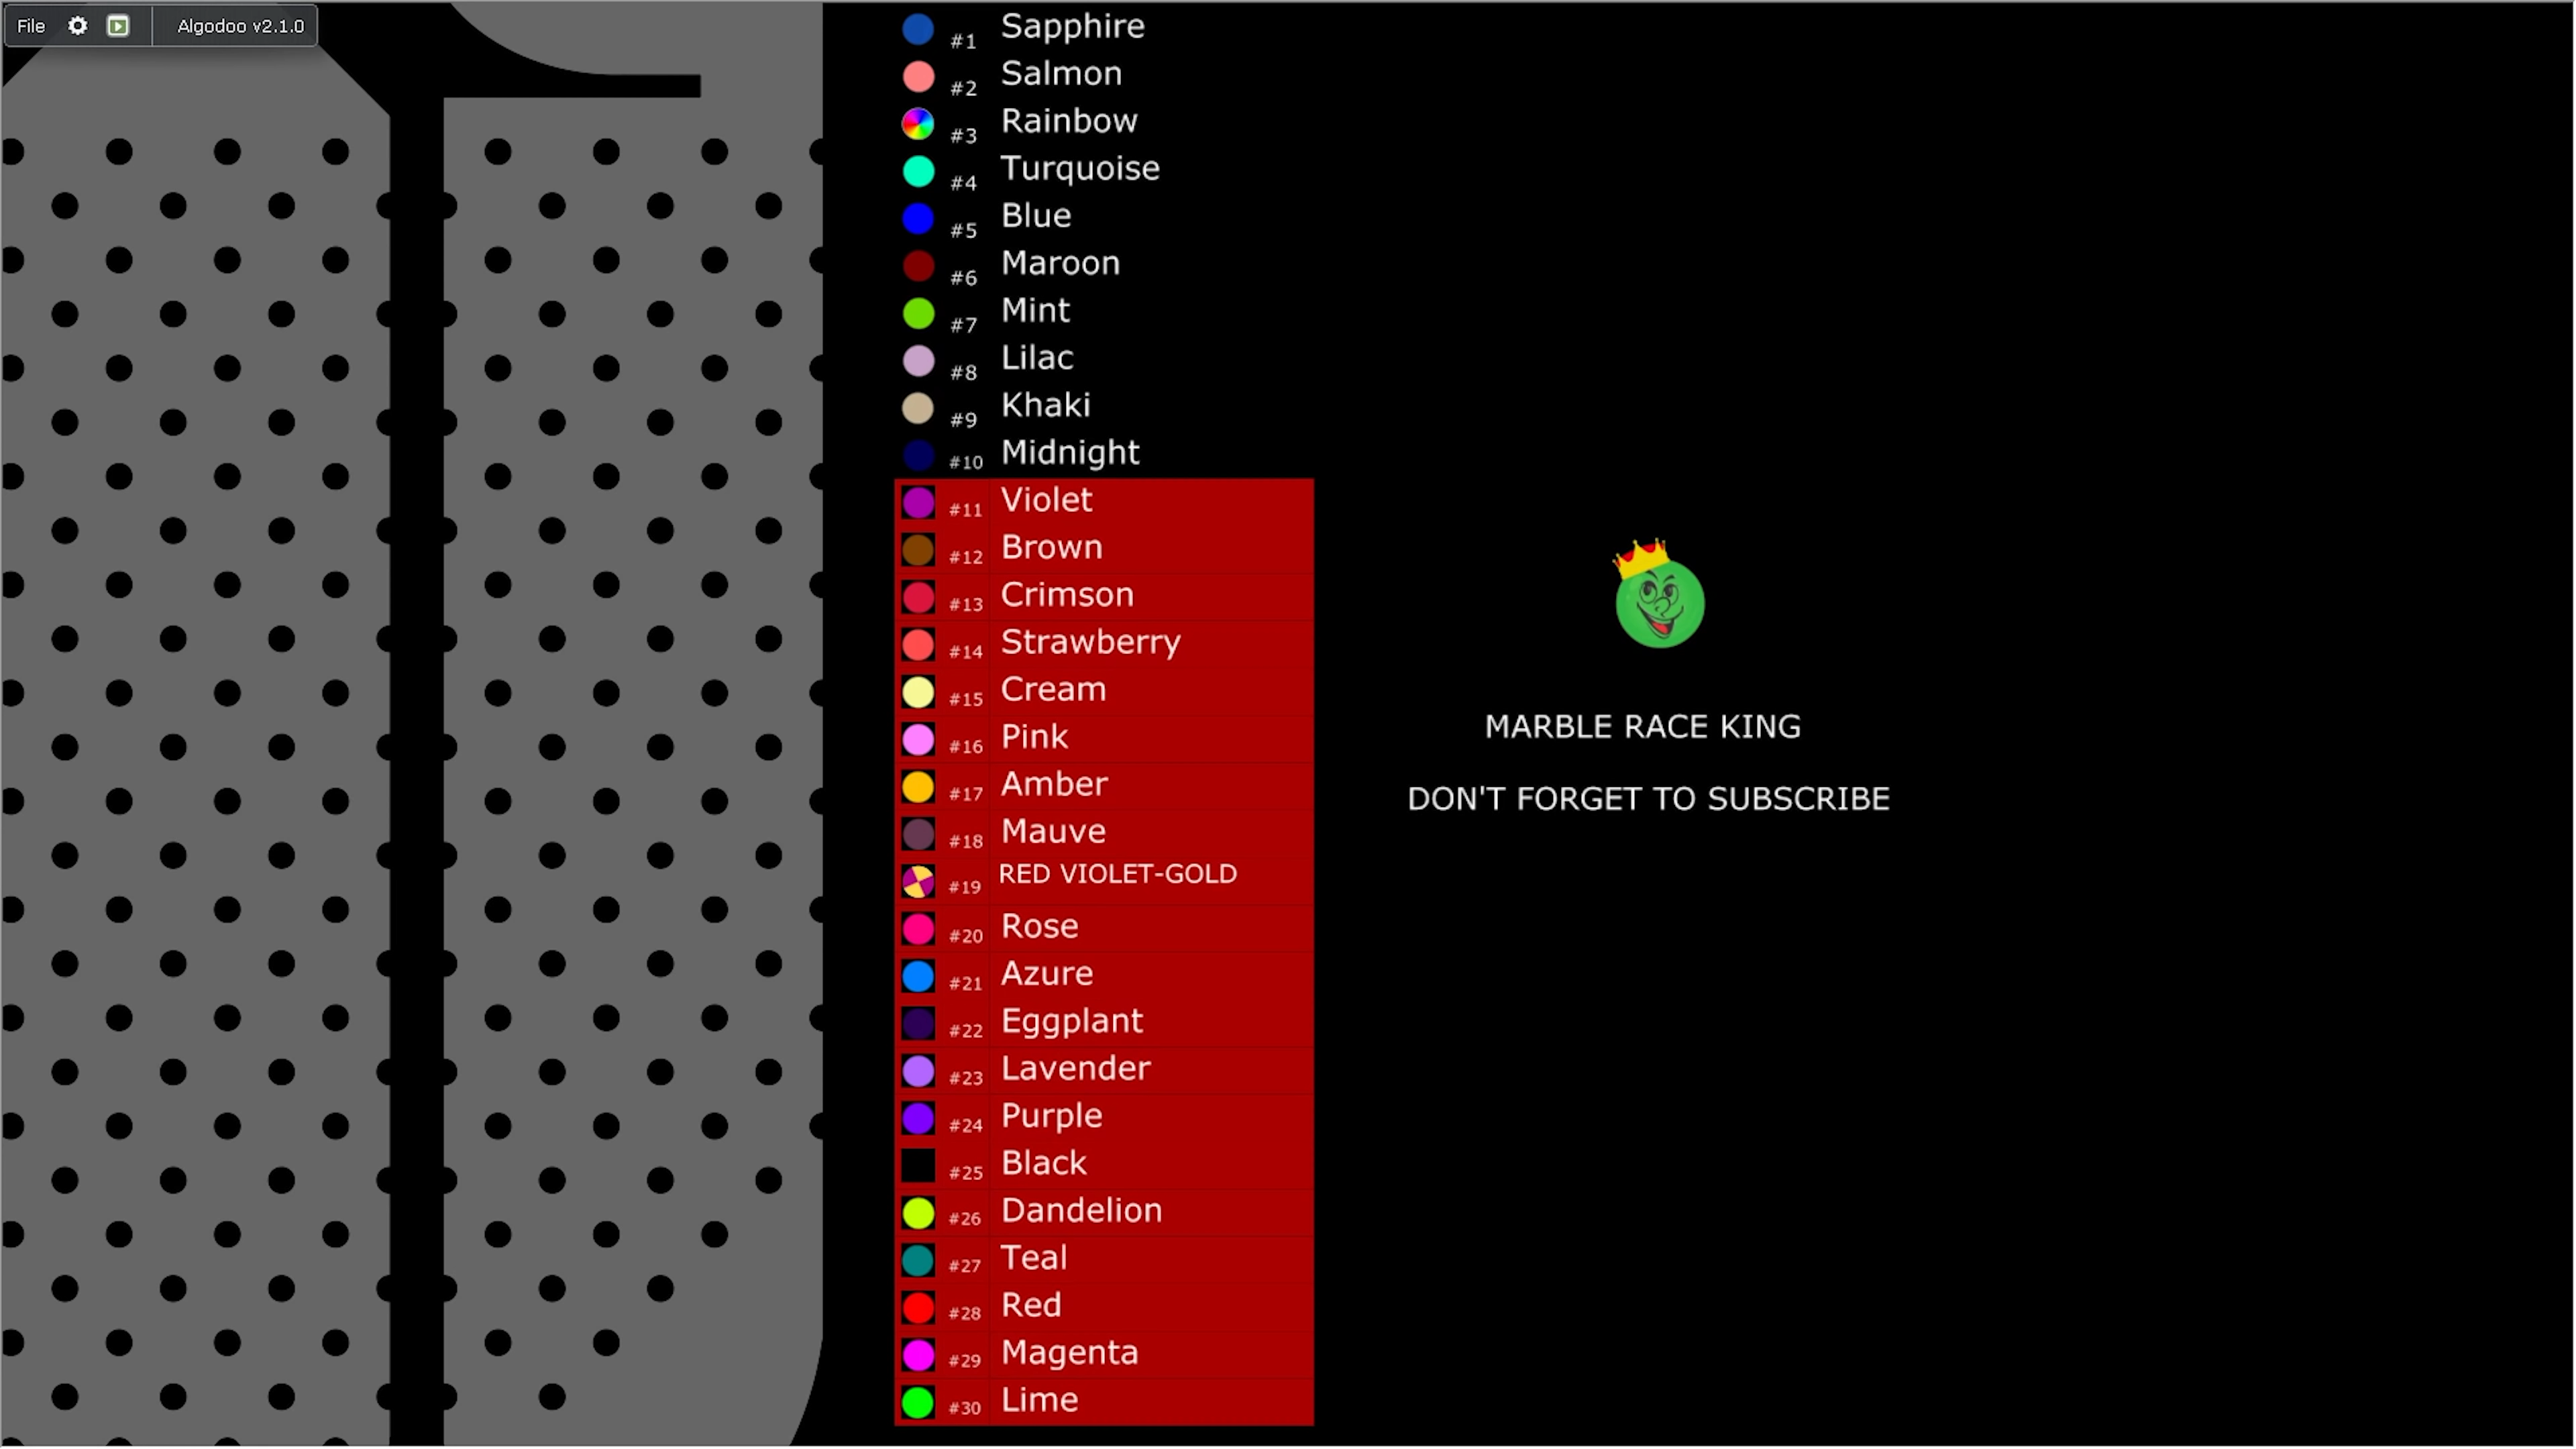 File
Algodoo v2.1.0
#1 Sapphire
#2 Salmon
#3 Rainbow
#4 Turquoise
#5 Blue
#6 Maroon
#7 Mint
#8 Lilac
#9 Khaki
#10 Midnight
#11 Violet
#12 Brown
#13 Crimson
#14 Strawberry
#15 Cream
#16 Pink
#17 Amber
#18 Mauve
#19 RED VIOLET-GOLD
#20 Rose
#21 Azure
#22 Eggplant
#23 Lavender
#24 Purple
#25 Black
#26 Dandelion
#27 Teal
#28 Red
#29 Magenta
#30 Lime
MARBLE RACE KING
DON'T FORGET TO SUBSCRIBE